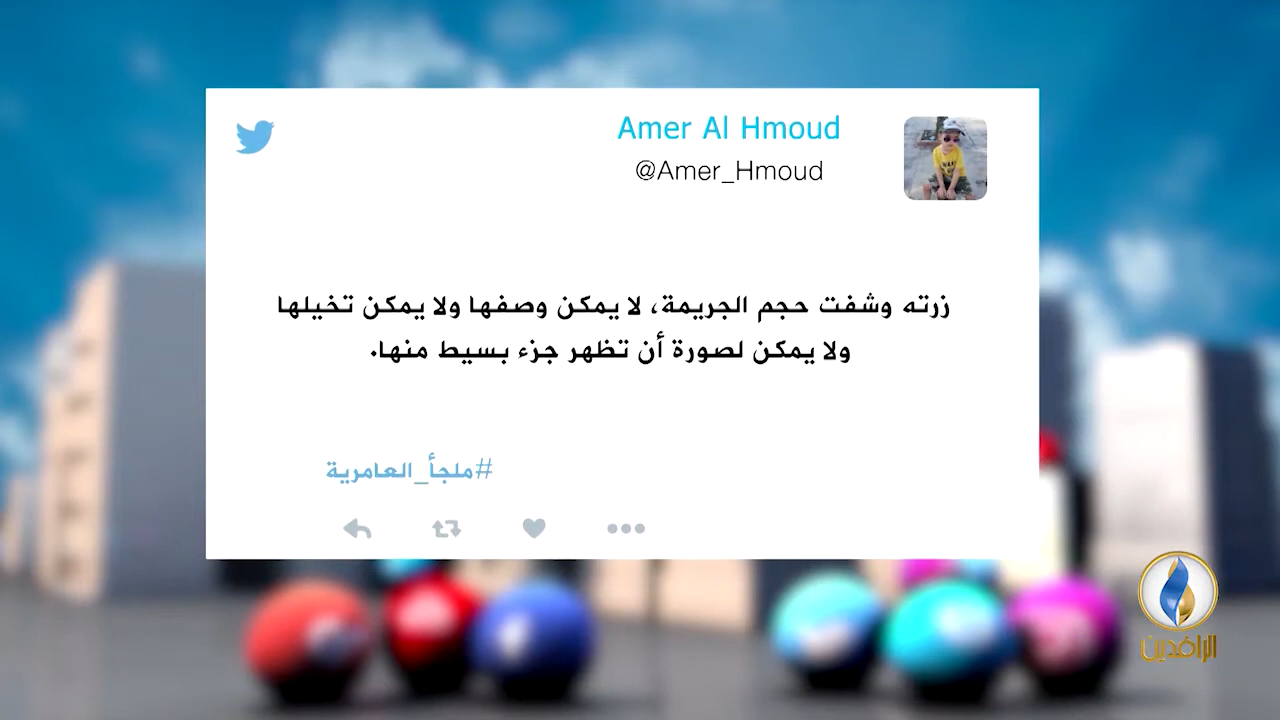 Amer Al Hmoud
@Amer_Hmoud
زرته وشفت حجم الجريمة، لا يمكن وصفها ولا يمكن تخيلها
ولا يمكن لصورة أن تظهر جزء بسيط منها.
#ملجأ_العامرية
الرافدين